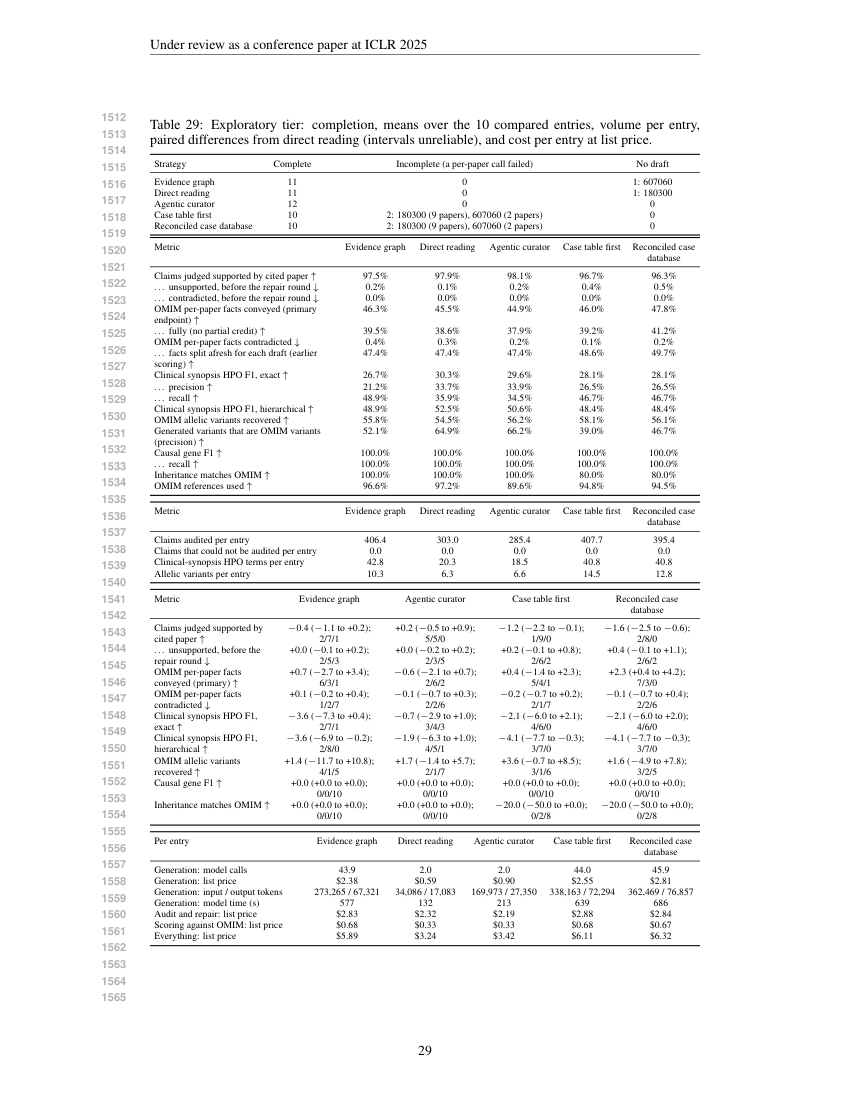 Under review as a conference paper at ICLR 2025
1512
1513
1514
1515
1516
1517
1518
1519
1520
1521
1522
1523
1524
1525
1526
1527
1528
1529
1530
1531
1532
1533
1534
1535
1536
1537
1538
1539
1540
1541
1542
1543
1544
1545
1546
1547
1548
1549
1550
1551
1552
1553
1554
1555
1556
1557
1558
1559
1560
1561
1562
1563
1564
1565
Table 29: Exploratory tier: completion, means over the 10 compared entries, volume per entry,
paired differences from direct reading (intervals unreliable), and cost per entry at list price.
Strategy Complete Incomplete (a per-paper call failed) No draft
Evidence graph 11 0 1: 607060
Direct reading 11 0 1: 180300
Agentic curator 12 0 0
Case table first 10 2: 180300 (9 papers), 607060 (2 papers) 0
Reconciled case database 10 2: 180300 (9 papers), 607060 (2 papers) 0
Metric Evidence graph Direct reading Agentic curator Case table first Reconciled case
database
Claims judged supported by cited paper ↑ 97.5% 97.9% 98.1% 96.7% 96.3%
… unsupported, before the repair round ↓ 0.2% 0.1% 0.2% 0.4% 0.5%
… contradicted, before the repair round ↓ 0.0% 0.0% 0.0% 0.0% 0.0%
OMIM per-paper facts conveyed (primary 46.3% 45.5% 44.9% 46.0% 47.8%
endpoint) ↑
… fully (no partial credit) ↑ 39.5% 38.6% 37.9% 39.2% 41.2%
OMIM per-paper facts contradicted ↓ 0.4% 0.3% 0.2% 0.1% 0.2%
… facts split afresh for each draft (earlier 47.4% 47.4% 47.4% 48.6% 49.7%
scoring) ↑
Clinical synopsis HPO F1, exact ↑ 26.7% 30.3% 29.6% 28.1% 28.1%
… precision ↑ 21.2% 33.7% 33.9% 26.5% 26.5%
… recall ↑ 48.9% 35.9% 34.5% 46.7% 46.7%
Clinical synopsis HPO F1, hierarchical ↑ 48.9% 52.5% 50.6% 48.4% 48.4%
OMIM allelic variants recovered ↑ 55.8% 54.5% 56.2% 58.1% 56.1%
Generated variants that are OMIM variants 52.1% 64.9% 66.2% 39.0% 46.7%
(precision) ↑
Causal gene F1 ↑ 100.0% 100.0% 100.0% 100.0% 100.0%
… recall ↑ 100.0% 100.0% 100.0% 100.0% 100.0%
Inheritance matches OMIM ↑ 100.0% 100.0% 100.0% 80.0% 80.0%
OMIM references used ↑ 96.6% 97.2% 89.6% 94.8% 94.5%
Metric Evidence graph Direct reading Agentic curator Case table first Reconciled case
database
Claims audited per entry 406.4 303.0 285.4 407.7 395.4
Claims that could not be audited per entry 0.0 0.0 0.0 0.0 0.0
Clinical-synopsis HPO terms per entry 42.8 20.3 18.5 40.8 40.8
Allelic variants per entry 10.3 6.3 6.6 14.5 12.8
Metric Evidence graph Agentic curator Case table first Reconciled case
database
Claims judged supported by −0.4 (−1.1 to +0.2); +0.2 (−0.5 to +0.9); −1.2 (−2.2 to −0.1); −1.6 (−2.5 to −0.6);
cited paper ↑ 2/7/1 5/5/0 1/9/0 2/8/0
… unsupported, before the +0.0 (−0.1 to +0.2); +0.0 (−0.2 to +0.2); +0.2 (−0.1 to +0.8); +0.4 (−0.1 to +1.1);
repair round ↓ 2/5/3 2/3/5 2/6/2 2/6/2
OMIM per-paper facts +0.7 (−2.7 to +3.4); −0.6 (−2.1 to +0.7); +0.4 (−1.4 to +2.3); +2.3 (+0.4 to +4.2);
conveyed (primary) ↑ 6/3/1 2/6/2 5/4/1 7/3/0
OMIM per-paper facts +0.1 (−0.2 to +0.4); −0.1 (−0.7 to +0.3); −0.2 (−0.7 to +0.2); −0.1 (−0.7 to +0.4);
contradicted ↓ 1/2/7 2/2/6 2/1/7 2/2/6
Clinical synopsis HPO F1, −3.6 (−7.3 to +0.4); −0.7 (−2.9 to +1.0); −2.1 (−6.0 to +2.1); −2.1 (−6.0 to +2.0);
exact ↑ 2/7/1 3/4/3 4/6/0 4/6/0
Clinical synopsis HPO F1, −3.6 (−6.9 to −0.2); −1.9 (−6.3 to +1.0); −4.1 (−7.7 to −0.3); −4.1 (−7.7 to −0.3);
hierarchical ↑ 2/8/0 4/5/1 3/7/0 3/7/0
OMIM allelic variants +1.4 (−11.7 to +10.8); +1.7 (−1.4 to +5.7); +3.6 (−0.7 to +8.5); +1.6 (−4.9 to +7.8);
recovered ↑ 4/1/5 2/1/7 3/1/6 3/2/5
Causal gene F1 ↑ +0.0 (+0.0 to +0.0); +0.0 (+0.0 to +0.0); +0.0 (+0.0 to +0.0); +0.0 (+0.0 to +0.0);
0/0/10 0/0/10 0/0/10 0/0/10
Inheritance matches OMIM ↑ +0.0 (+0.0 to +0.0); +0.0 (+0.0 to +0.0); −20.0 (−50.0 to +0.0); −20.0 (−50.0 to +0.0);
0/0/10 0/0/10 0/2/8 0/2/8
Per entry Evidence graph Direct reading Agentic curator Case table first Reconciled case
database
Generation: model calls 43.9 2.0 2.0 44.0 45.9
Generation: list price $2.38 $0.59 $0.90 $2.55 $2.81
Generation: input / output tokens 273,265 / 67,321 34,086 / 17,083 169,973 / 27,350 338,163 / 72,294 362,469 / 76,857
Generation: model time (s) 577 132 213 639 686
Audit and repair: list price $2.83 $2.32 $2.19 $2.88 $2.84
Scoring against OMIM: list price $0.68 $0.33 $0.33 $0.68 $0.67
Everything: list price $5.89 $3.24 $3.42 $6.11 $6.32
29